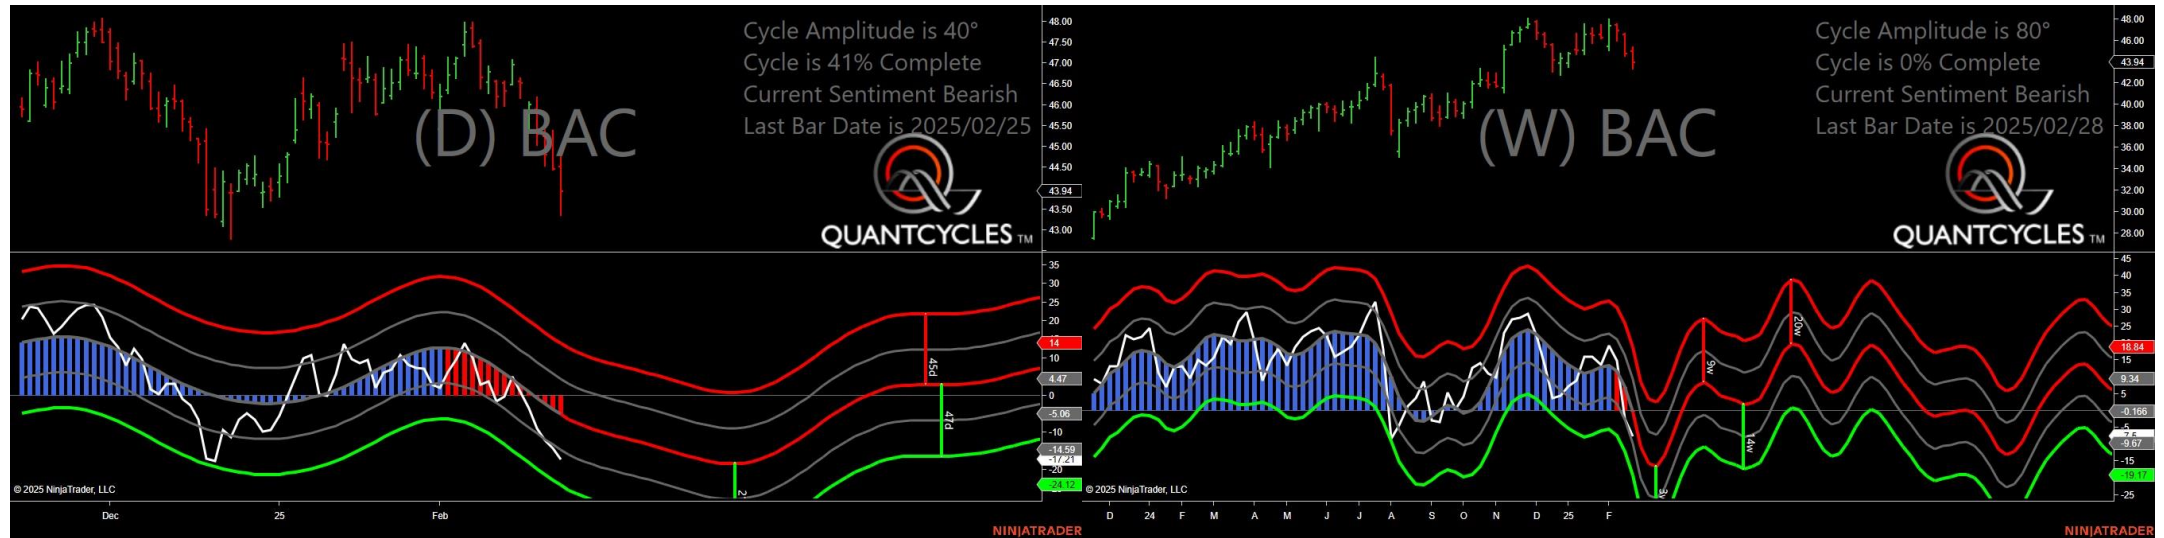 Cycle Amplitude is 40°
Cycle is 41% Complete
Current Sentiment Bearish
Last Bar Date is 2025/02/25
(D) BAC
QUANTCYCLES TM
48.00
47.50
47.00
46.50
46.00
45.50
45.00
44.50
43.94
43.50
43.00
35
30
25
20
14
10
4.47
0
-5.06
-10
-14.59
-17.21
-20
-24.12
45d
47d
© 2025 NinjaTrader, LLC
Dec
25
Feb
NINJATRADER
Cycle Amplitude is 80°
Cycle is 0% Complete
Current Sentiment Bearish
Last Bar Date is 2025/02/28
(W) BAC
QUANTCYCLES TM
48.00
46.00
43.94
42.00
40.00
38.00
36.00
34.00
32.00
30.00
28.00
45
40
35
30
25
18.84
15
9.34
5
-0.166
-5
-7.5
-9.67
-15
-19.17
-25
9w
20w
14w
© 2025 NinjaTrader, LLC
D
24
F
M
A
M
J
J
A
S
O
N
D
25
F
NINJATRADER